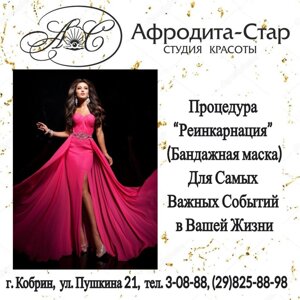 АС
Афродита-Стар
СТУДИЯ КРАСОТЫ
Процедура
“Реинкарнация”
(Бандажная маска)
Для Самых
Важных Событий
в Вашей Жизни
г. Кобрин, ул. Пушкина 21, тел. 3-08-88, (29)825-88-98